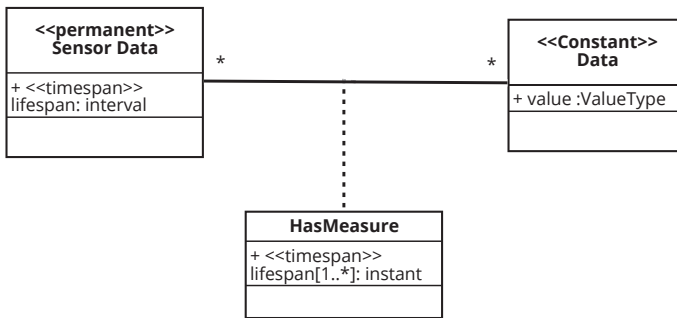 <<permanent>>
Sensor Data
+ <<timespan>>
lifespan: interval
*
*
<<Constant>>
Data
+ value :ValueType
HasMeasure
+ <<timespan>>
lifespan[1..*]: instant